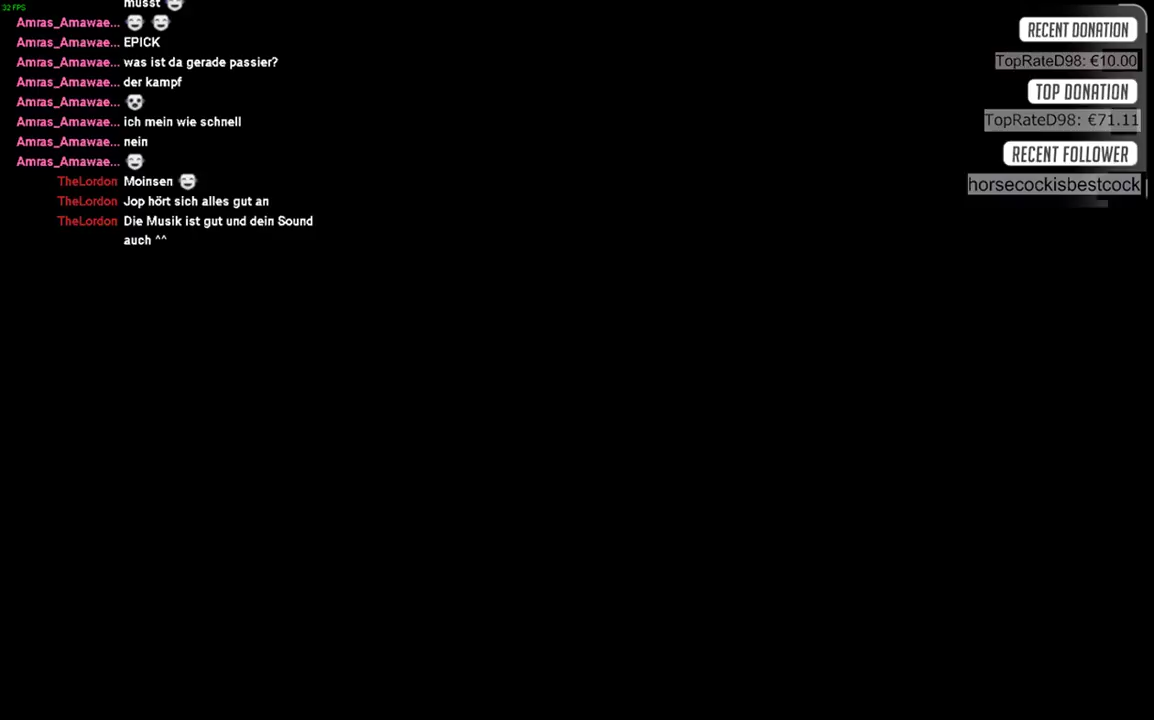 32 FPS
musst
Amras_Amawae...
Amras_Amawae... EPICK
Amras_Amawae... was ist da gerade passier?
Amras_Amawae... der kampf
Amras_Amawae...
Amras_Amawae... ich mein wie schnell
Amras_Amawae... nein
Amras_Amawae...
TheLordon Moinsen
TheLordon Jop hört sich alles gut an
TheLordon Die Musik ist gut und dein Sound
auch ^^
RECENT DONATION
TopRateD98: €10.00
TOP DONATION
TopRateD98: €71.11
RECENT FOLLOWER
horsecockisbestcock